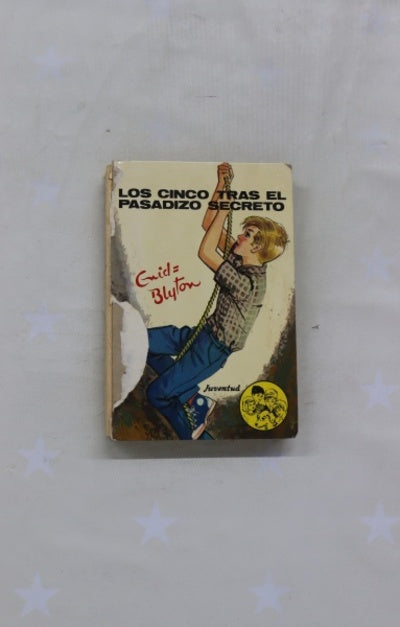 LOS CINCO TRAS EL
PASADIZO SECRETO
Enid=
Blyton
Juventud